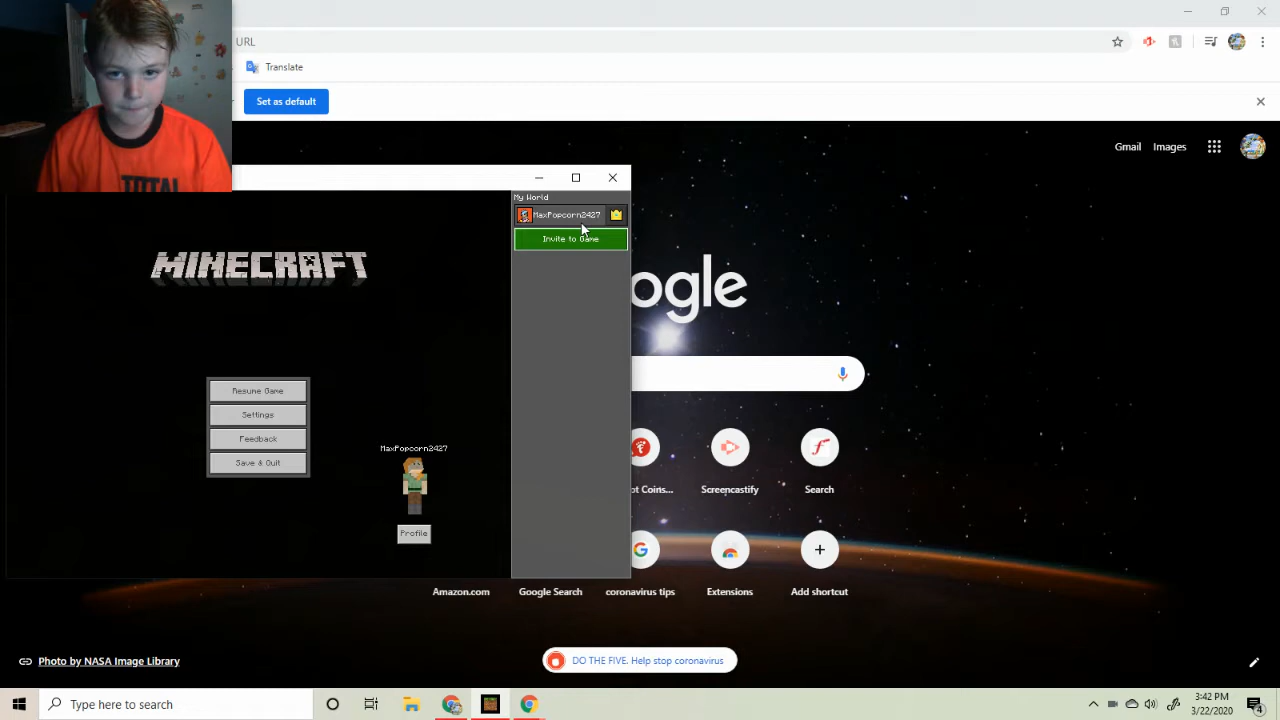 URL
Translate
Set as default
Gmail
Images
TOTAL
My World
MaxPopcorn2427
Invite to Game
MINECRAFT
ogle
Resume Game
Settings
Feedback
Save & Quit
MaxPopcorn2427
Profile
ot Coins...
Screencastify
Search
Amazon.com
Google Search
coronavirus tips
Extensions
Add shortcut
Photo by NASA Image Library
DO THE FIVE. Help stop coronavirus
Type here to search
3:42 PM
3/22/2020
4